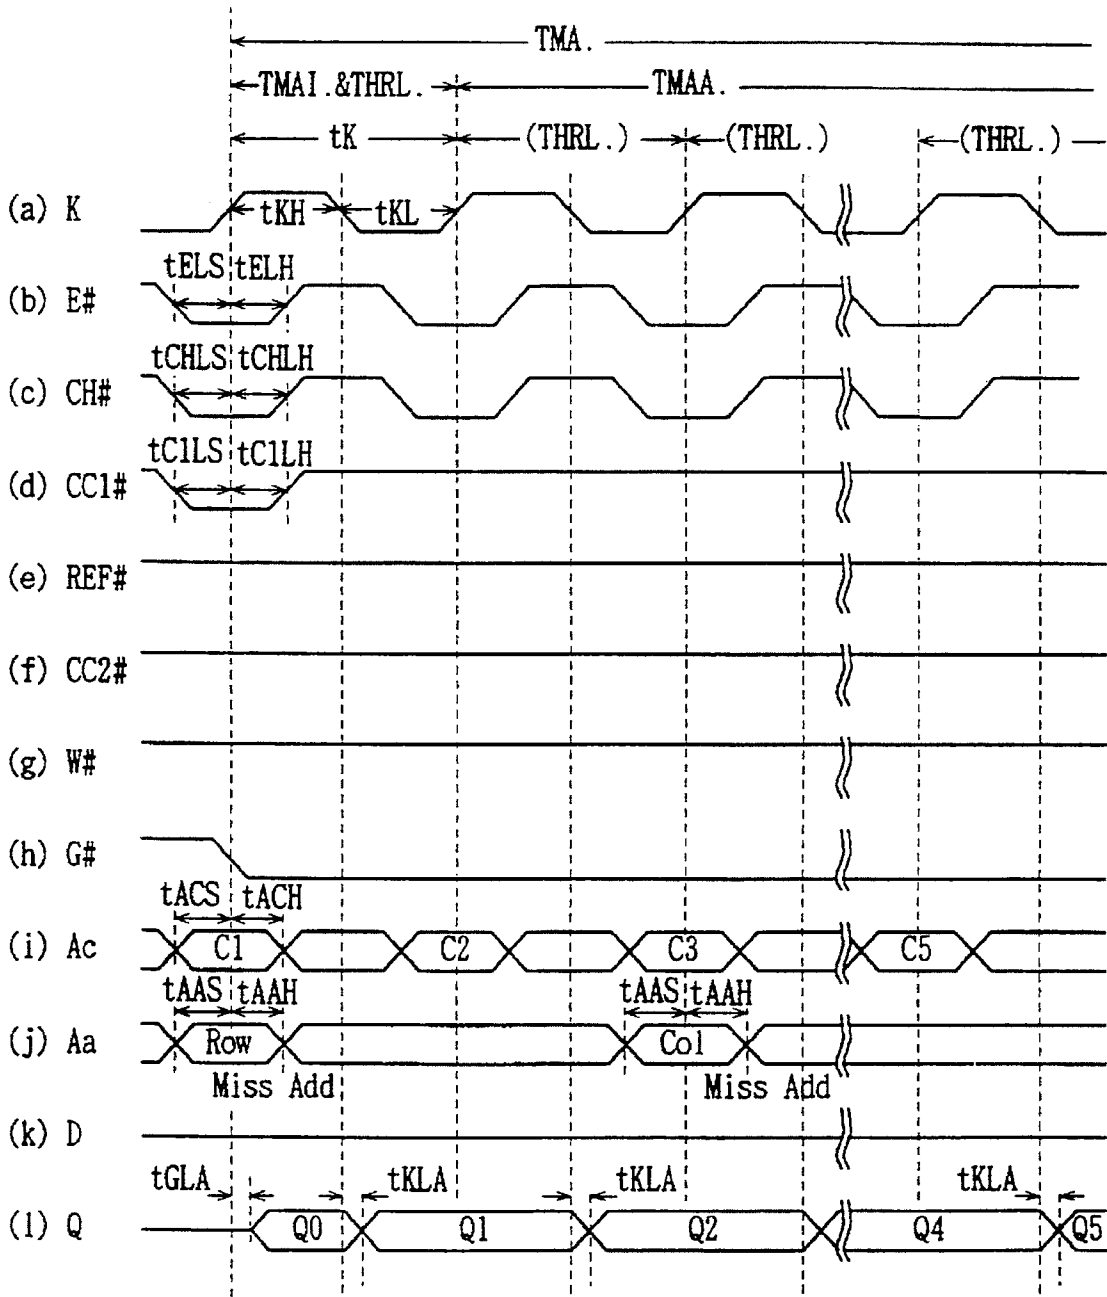 TMA.
TMAI.&THRL. TMAA.
tK (THRL.) (THRL.) (THRL.)
(a) K tKH tKL
tELS tELH
(b) E#
tCHLS tCHLH
(c) CH#
tC1LS tC1LH
(d) CC1#
(e) REF#
(f) CC2#
(g) W#
(h) G#
tACS tACH
(i) Ac C1 C2 C3 C5
tAAS tAAH tAAS tAAH
(j) Aa Row Col
Miss Add Miss Add
(k) D
tGLA tKLA tKLA tKLA
(l) Q Q0 Q1 Q2 Q4 Q5